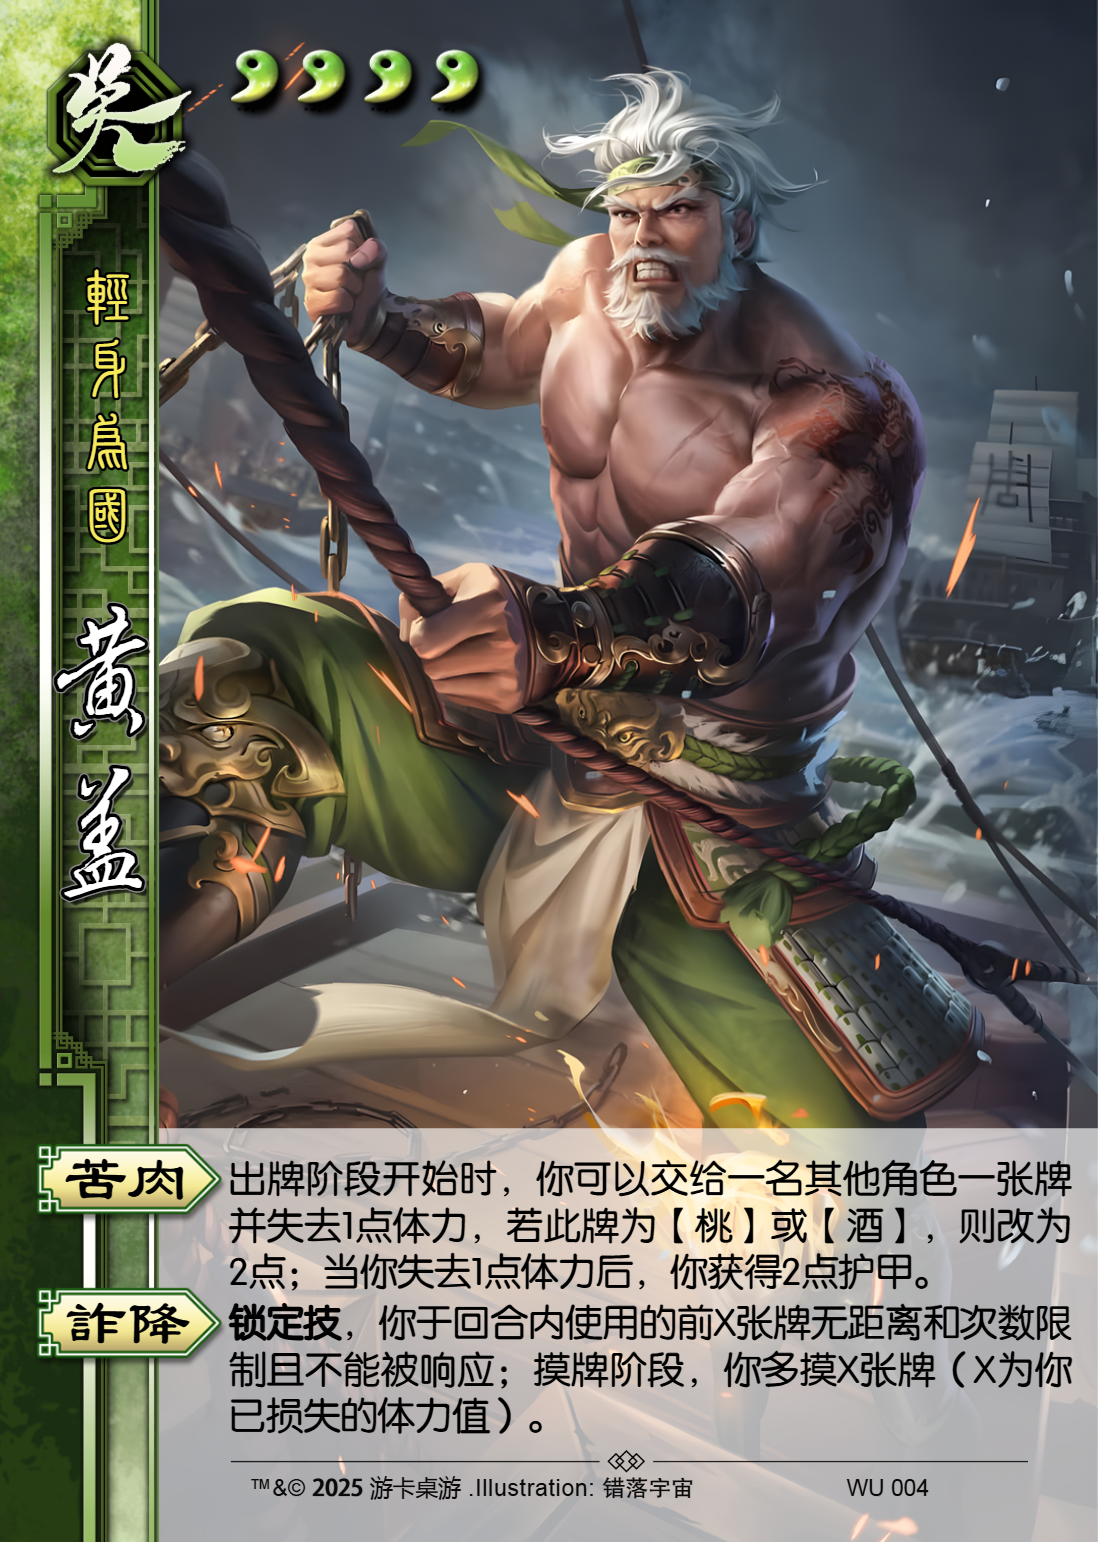 吴
輕身為國
黄盖
苦肉
出牌阶段开始时，你可以交给一名其他角色一张牌
并失去1点体力，若此牌为【桃】或【酒】，则改为
2点；当你失去1点体力后，你获得2点护甲。
詐降
锁定技，你于回合内使用的前X张牌无距离和次数限
制且不能被响应；摸牌阶段，你多摸X张牌（X为你
已损失的体力值）。
™&© 2025 游卡桌游 .Illustration: 错落宇宙 WU 004